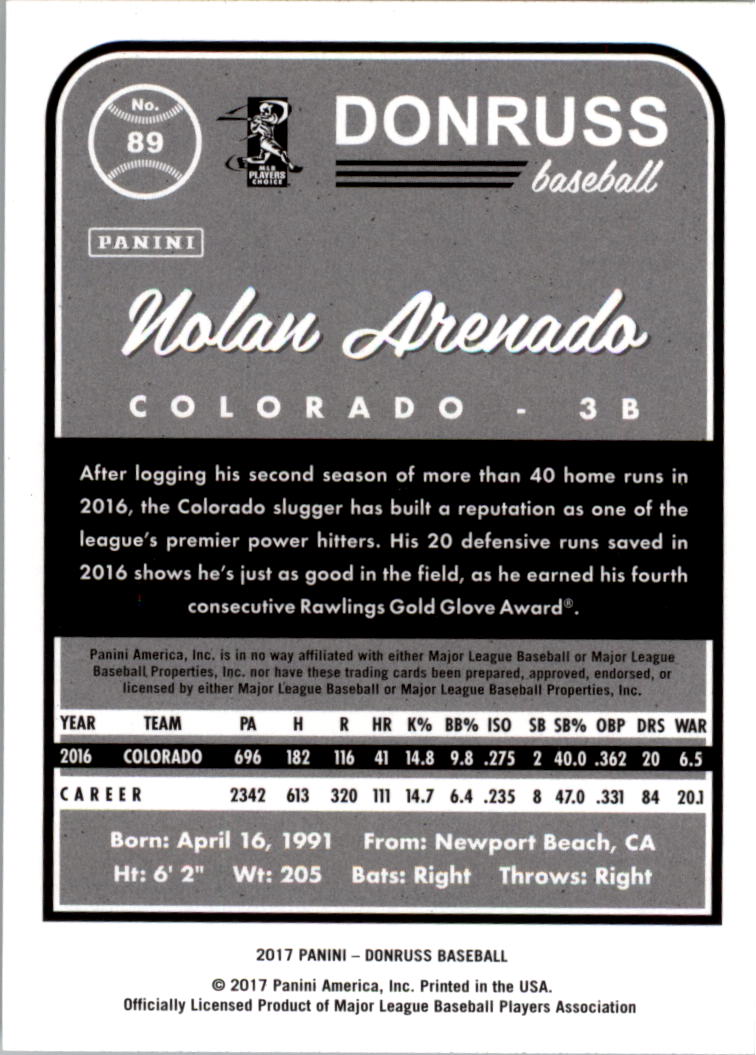 No.
89
MLB
PLAYERS
CHOICE
DONRUSS
baseball
PANINI
Nolan Arenado
COLORADO - 3B
After logging his second season of more than 40 home runs in
2016, the Colorado slugger has built a reputation as one of the
league's premier power hitters. His 20 defensive runs saved in
2016 shows he's just as good in the field, as he earned his fourth
consecutive Rawlings Gold Glove Award®.
Panini America, Inc. is in no way affiliated with either Major League Baseball or Major League
Baseball Properties, Inc. nor have these trading cards been prepared, approved, endorsed, or
licensed by either Major League Baseball or Major League Baseball Properties, Inc.
YEAR TEAM PA H R HR K% BB% ISO SB SB% OBP DRS WAR
2016 COLORADO 696 182 116 41 14.8 9.8 .275 2 40.0 .362 20 6.5
CAREER 2342 613 320 111 14.7 6.4 .235 8 47.0 .331 84 20.1
Born: April 16, 1991 From: Newport Beach, CA
Ht: 6' 2" Wt: 205 Bats: Right Throws: Right
2017 PANINI – DONRUSS BASEBALL
© 2017 Panini America, Inc. Printed in the USA.
Officially Licensed Product of Major League Baseball Players Association